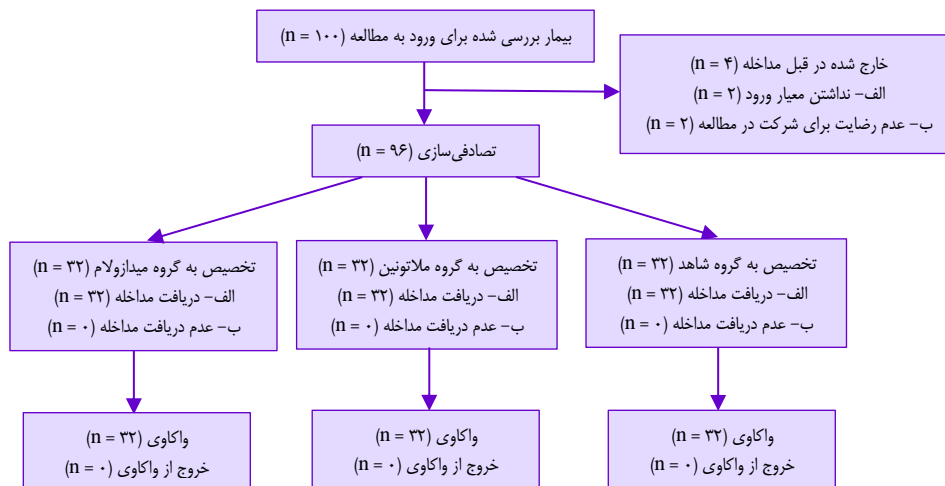 بیمار بررسی شده برای ورود به مطالعه (n = ۱۰۰)
خارج شده در قبل مداخله (n = ۴)
الف- نداشتن معیار ورود (n = ۲)
ب- عدم رضایت برای شرکت در مطالعه (n = ۲)
تصادفی‌سازی (n = ۹۶)
تخصیص به گروه شاهد (n = ۳۲)
الف- دریافت مداخله (n = ۳۲)
ب- عدم دریافت مداخله (n = ۰)
تخصیص به گروه ملاتونین (n = ۳۲)
الف- دریافت مداخله (n = ۳۲)
ب- عدم دریافت مداخله (n = ۰)
تخصیص به گروه میدازولام (n = ۳۲)
الف- دریافت مداخله (n = ۳۲)
ب- عدم دریافت مداخله (n = ۰)
واکاوی (n = ۳۲)
خروج از واکاوی (n = ۰)
واکاوی (n = ۳۲)
خروج از واکاوی (n = ۰)
واکاوی (n = ۳۲)
خروج از واکاوی (n = ۰)